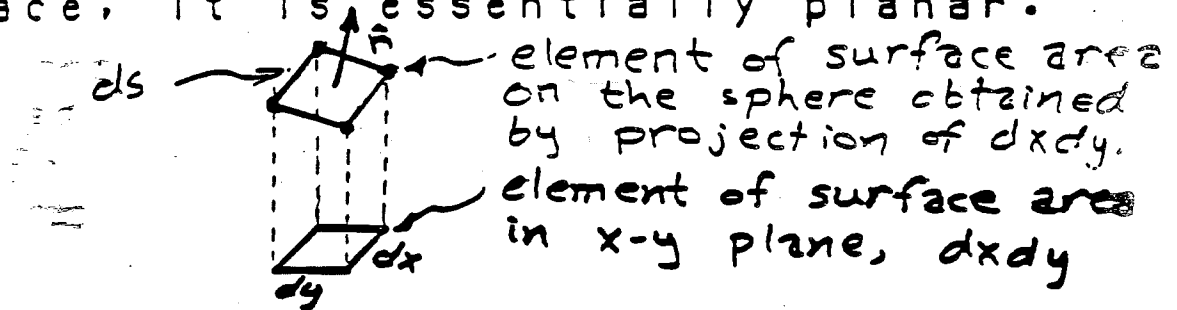 ace, it is essentially planar.
n̂
ds
element of surface area
on the sphere obtained
by projection of dxdy.
element of surface area
in x-y plane, dxdy
dx
dy